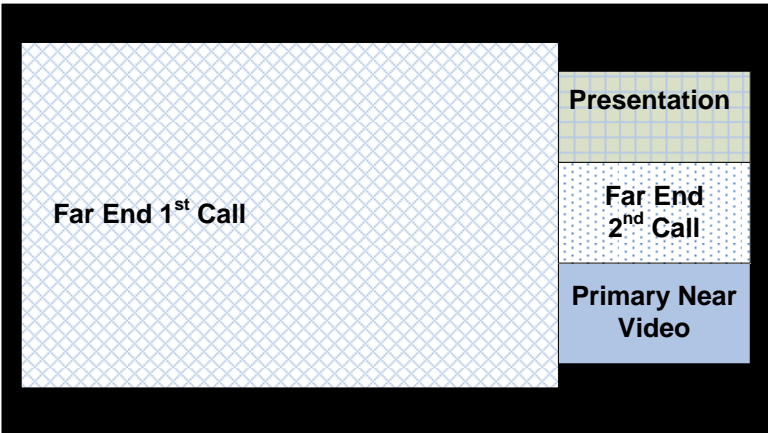 Far End 1st Call
Presentation
Far End
2nd Call
Primary Near
Video